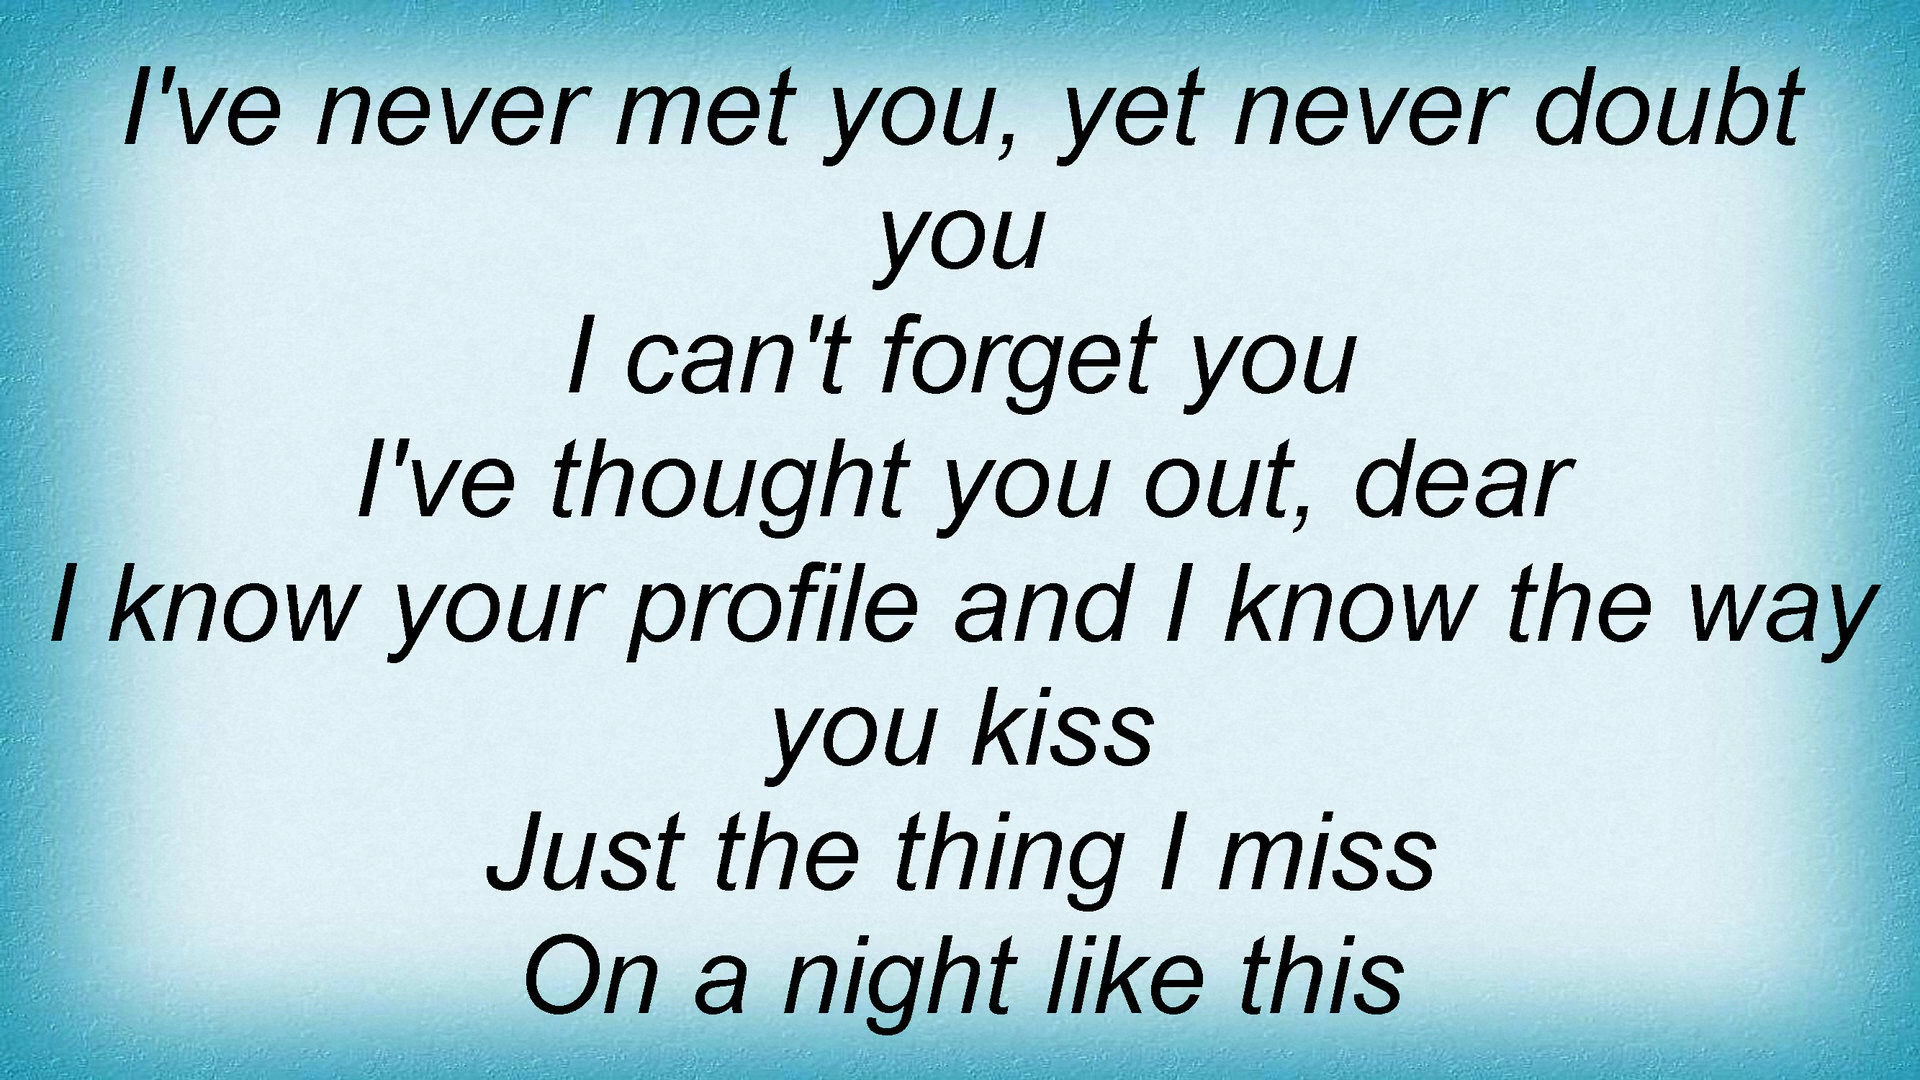 I've never met you, yet never doubt
you
I can't forget you
I've thought you out, dear
I know your profile and I know the way
you kiss
Just the thing I miss
On a night like this